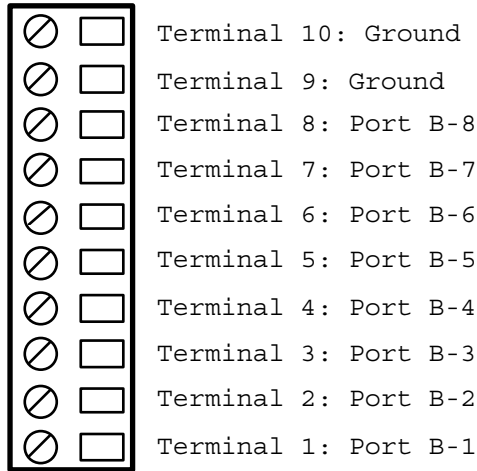 Terminal 10: Ground
Terminal 9: Ground
Terminal 8: Port B-8
Terminal 7: Port B-7
Terminal 6: Port B-6
Terminal 5: Port B-5
Terminal 4: Port B-4
Terminal 3: Port B-3
Terminal 2: Port B-2
Terminal 1: Port B-1